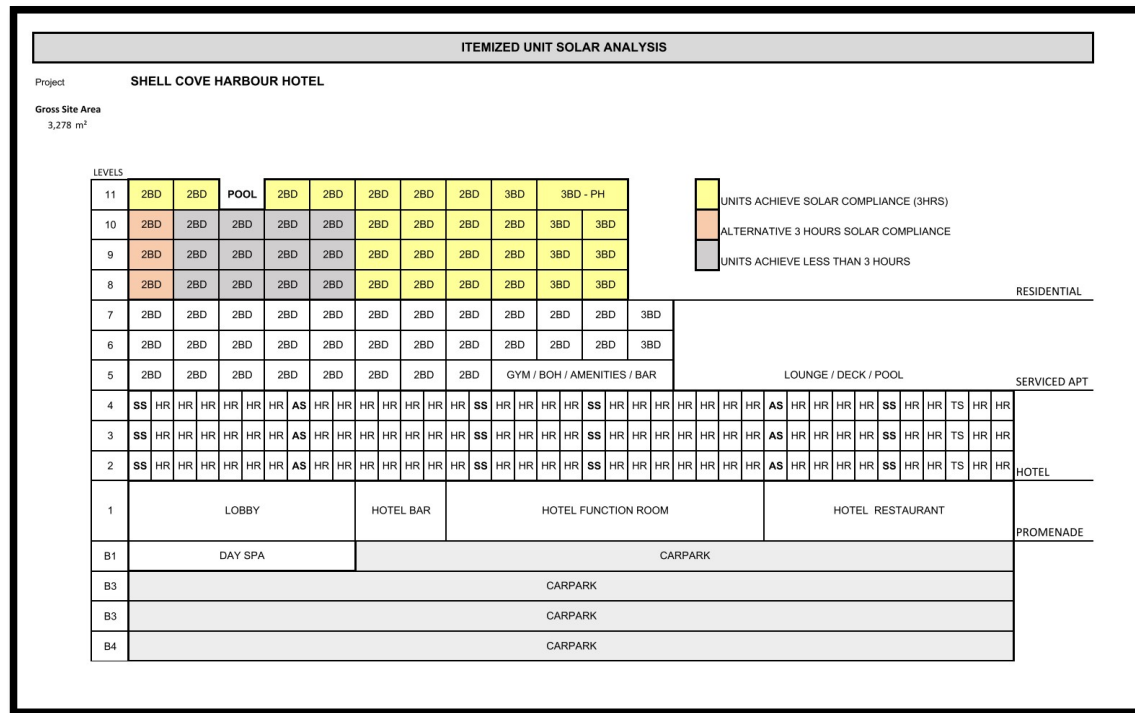 ITEMIZED UNIT SOLAR ANALYSIS
Project SHELL COVE HARBOUR HOTEL
Gross Site Area
3,278 m²
LEVELS
11 2BD 2BD POOL 2BD 2BD 2BD 2BD 2BD 3BD 3BD - PH
UNITS ACHIEVE SOLAR COMPLIANCE (3HRS)
10 2BD 2BD 2BD 2BD 2BD 2BD 2BD 2BD 2BD 3BD 3BD
ALTERNATIVE 3 HOURS SOLAR COMPLIANCE
9 2BD 2BD 2BD 2BD 2BD 2BD 2BD 2BD 2BD 3BD 3BD
UNITS ACHIEVE LESS THAN 3 HOURS
8 2BD 2BD 2BD 2BD 2BD 2BD 2BD 2BD 2BD 3BD 3BD
RESIDENTIAL
7 2BD 2BD 2BD 2BD 2BD 2BD 2BD 2BD 2BD 2BD 2BD 3BD
6 2BD 2BD 2BD 2BD 2BD 2BD 2BD 2BD 2BD 2BD 2BD 3BD
5 2BD 2BD 2BD 2BD 2BD 2BD 2BD 2BD GYM / BOH / AMENITIES / BAR LOUNGE / DECK / POOL
SERVICED APT
4 SS HR HR HR HR HR HR AS HR HR HR HR HR HR HR SS HR HR HR HR SS HR HR HR HR HR HR HR AS HR HR HR HR SS HR HR TS HR HR
3 SS HR HR HR HR HR HR AS HR HR HR HR HR HR HR SS HR HR HR HR SS HR HR HR HR HR HR HR AS HR HR HR HR SS HR HR TS HR HR
2 SS HR HR HR HR HR HR AS HR HR HR HR HR HR HR SS HR HR HR HR SS HR HR HR HR HR HR HR AS HR HR HR HR SS HR HR TS HR HR
HOTEL
1 LOBBY HOTEL BAR HOTEL FUNCTION ROOM HOTEL RESTAURANT
PROMENADE
B1 DAY SPA CARPARK
B3 CARPARK
B3 CARPARK
B4 CARPARK